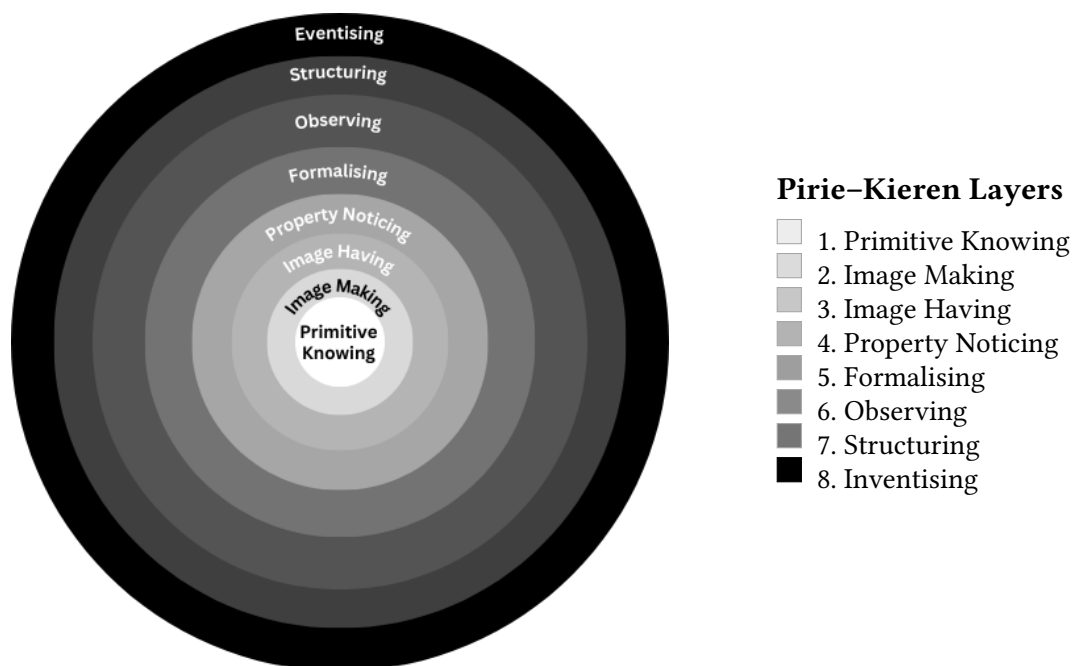 Eventising
Structuring
Observing
Formalising
Property Noticing
Image Having
Image Making
Primitive
Knowing
Pirie–Kieren Layers
1. Primitive Knowing
2. Image Making
3. Image Having
4. Property Noticing
5. Formalising
6. Observing
7. Structuring
8. Inventising